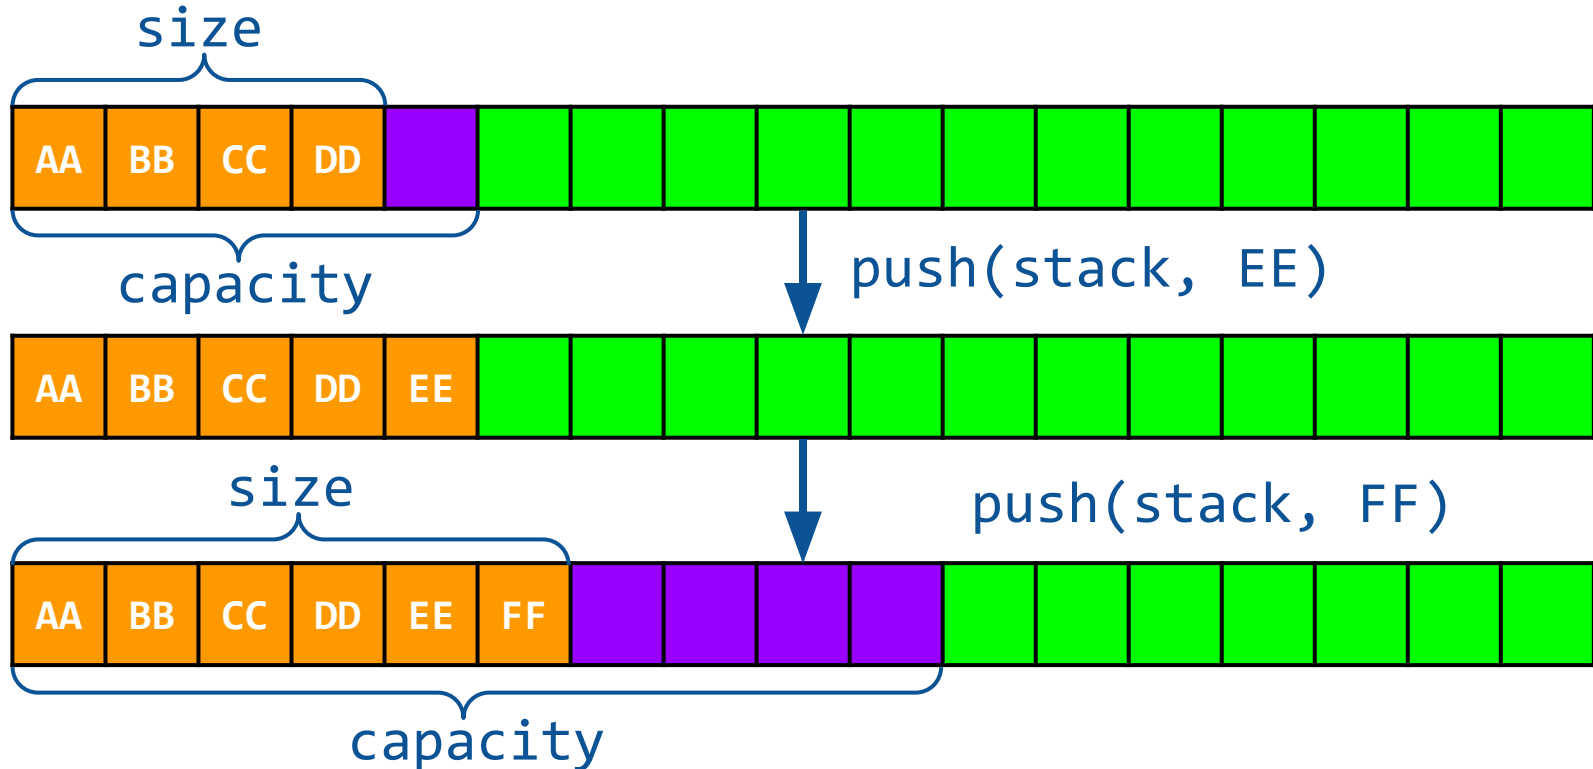 size
AA BB CC DD
capacity
push(stack, EE)
AA BB CC DD EE
size
push(stack, FF)
AA BB CC DD EE FF
capacity